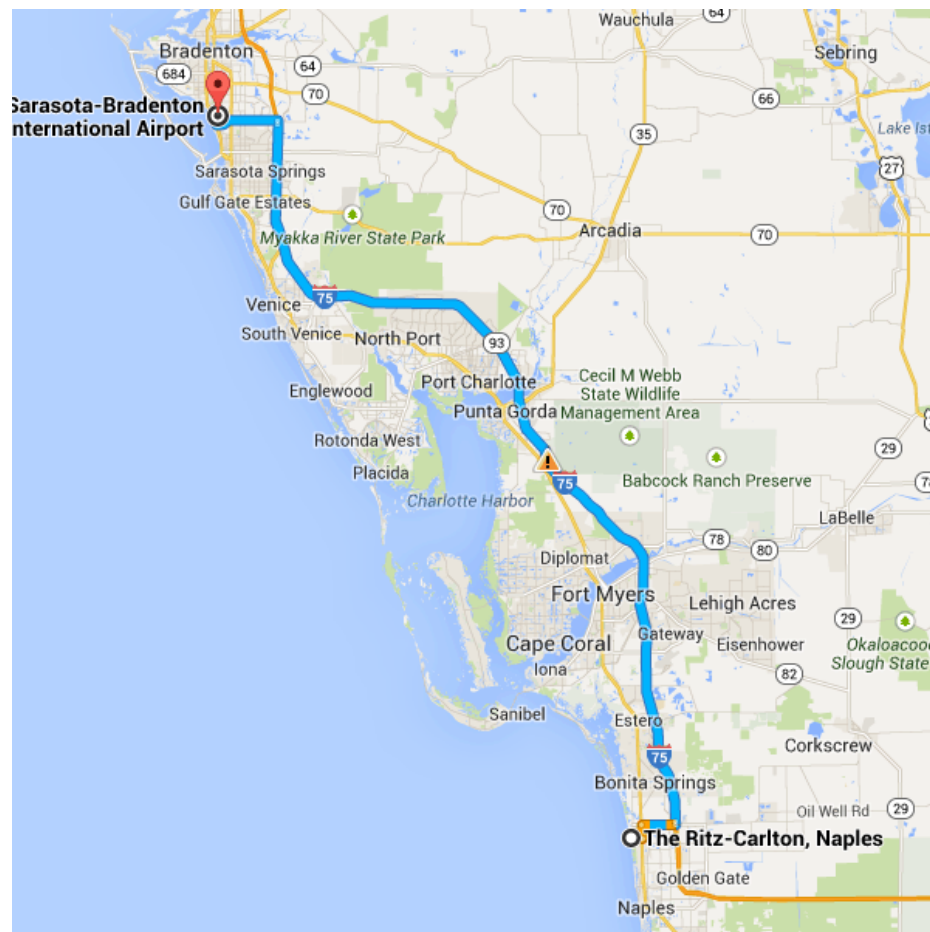 Wauchula
64
Bradenton
Sebring
684
64
70
66
Sarasota-Bradenton
International Airport
35
27
Sarasota Springs
Gulf Gate Estates
70
Myakka River State Park
Arcadia
70
75
Venice
South Venice
North Port
93
Port Charlotte
Cecil M Webb
State Wildlife
Management Area
Englewood
Punta Gorda
Rotonda West
29
Placida
Babcock Ranch Preserve
75
Charlotte Harbor
LaBelle
78
80
Diplomat
Fort Myers
Lehigh Acres
29
Gateway
Eisenhower
Cape Coral
Iona
Slough State
82
Sanibel
Estero
Corkscrew
75
Bonita Springs
Oil Well Rd
29
The Ritz-Carlton, Naples
Golden Gate
Naples